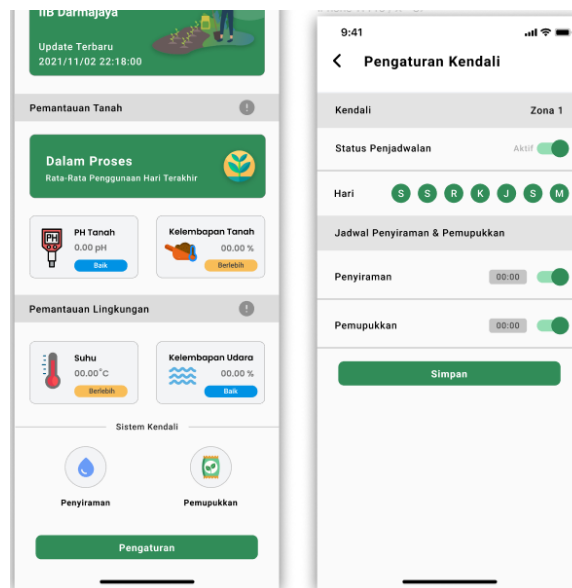 IIB Darmajaya
Update Terbaru
2021/11/02 22:18:00
Pemantauan Tanah
!
Dalam Proses
Rata-Rata Penggunaan Hari Terakhir
PH
PH Tanah
0.00 pH
Baik
Kelembapan Tanah
00.00 %
Berlebih
Pemantauan Lingkungan
!
Suhu
00.00°C
Berlebih
Kelembapan Udara
00.00 %
Baik
Sistem Kendali
Penyiraman
Pemupukkan
Pengaturan
9:41
Pengaturan Kendali
Kendali
Zona 1
Status Penjadwalan
Aktif
Hari
S S R K J S M
Jadwal Penyiraman & Pemupukkan
Penyiraman
00:00
Pemupukkan
00:00
Simpan